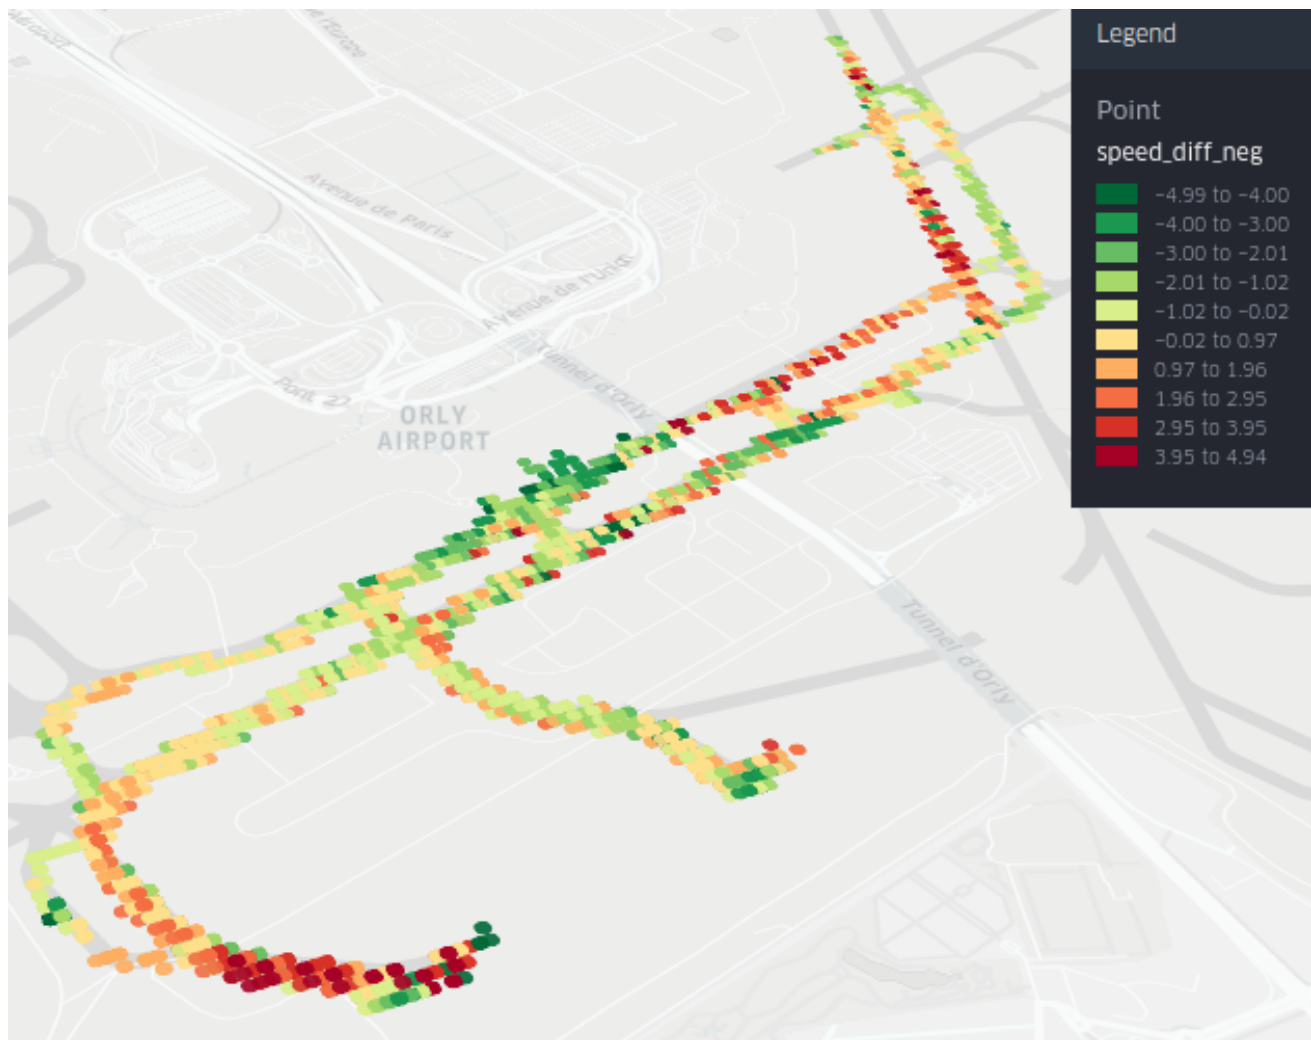 Avenue de Paris
Avenue de l'Union
Pont 27
Tunnel d'orly
ORLY
AIRPORT
Tunnel d'Orly
Legend
Point
speed_diff_neg
−4.99 to −4.00
−4.00 to −3.00
−3.00 to −2.01
−2.01 to −1.02
−1.02 to −0.02
−0.02 to 0.97
0.97 to 1.96
1.96 to 2.95
2.95 to 3.95
3.95 to 4.94